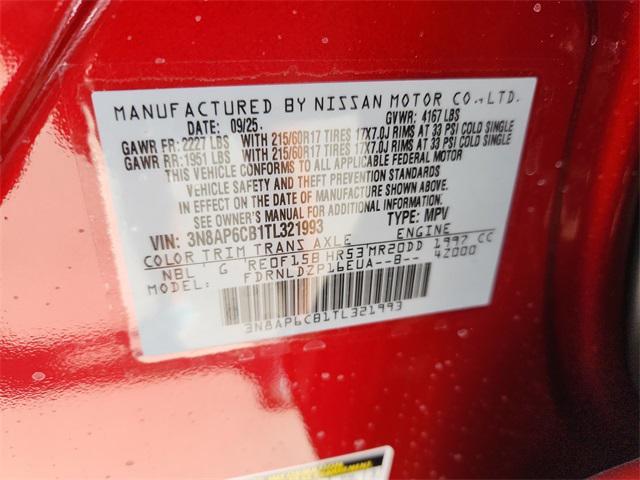 MANUFACTURED BY NISSAN MOTOR CO., LTD.
DATE: 09/25. GVWR: 4167 LBS
GAWR FR: 2227 LBS WITH 215/60R17 TIRES 17X7.0J RIMS AT 33 PSI COLD SINGLE
GAWR RR: 1951 LBS WITH 215/60R17 TIRES 17X7.0J RIMS AT 33 PSI COLD SINGLE
THIS VEHICLE CONFORMS TO ALL APPLICABLE FEDERAL MOTOR
VEHICLE SAFETY AND THEFT PREVENTION STANDARDS
IN EFFECT ON THE DATE OF MANUFACTURE SHOWN ABOVE.
SEE OWNER'S MANUAL FOR ADDITIONAL INFORMATION.
VIN: 3N8AP6CB1TL321993 TYPE: MPV
COLOR TRIM TRANS AXLE ENGINE
NBL G RE0F15B HR53 MR20DD 1997 CC
FDRNLDZP16EUA--B-- 4Z000
3N8AP6CB1TL321993